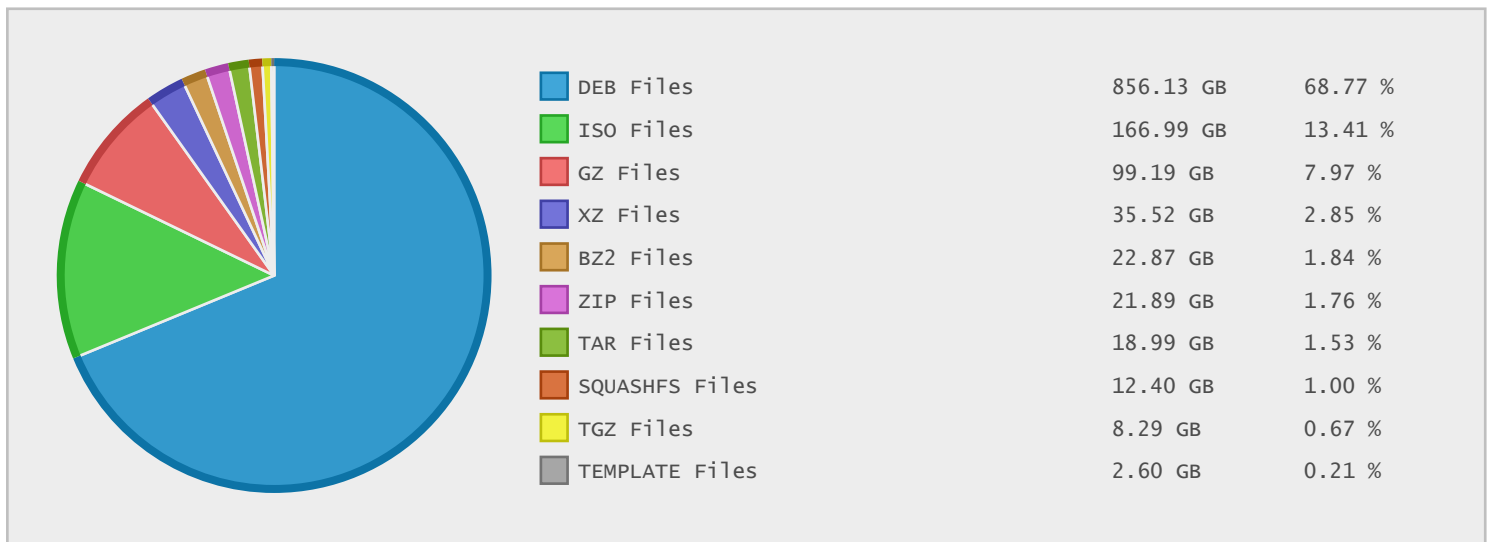 DEB Files 856.13 GB 68.77 %
ISO Files 166.99 GB 13.41 %
GZ Files 99.19 GB 7.97 %
XZ Files 35.52 GB 2.85 %
BZ2 Files 22.87 GB 1.84 %
ZIP Files 21.89 GB 1.76 %
TAR Files 18.99 GB 1.53 %
SQUASHFS Files 12.40 GB 1.00 %
TGZ Files 8.29 GB 0.67 %
TEMPLATE Files 2.60 GB 0.21 %